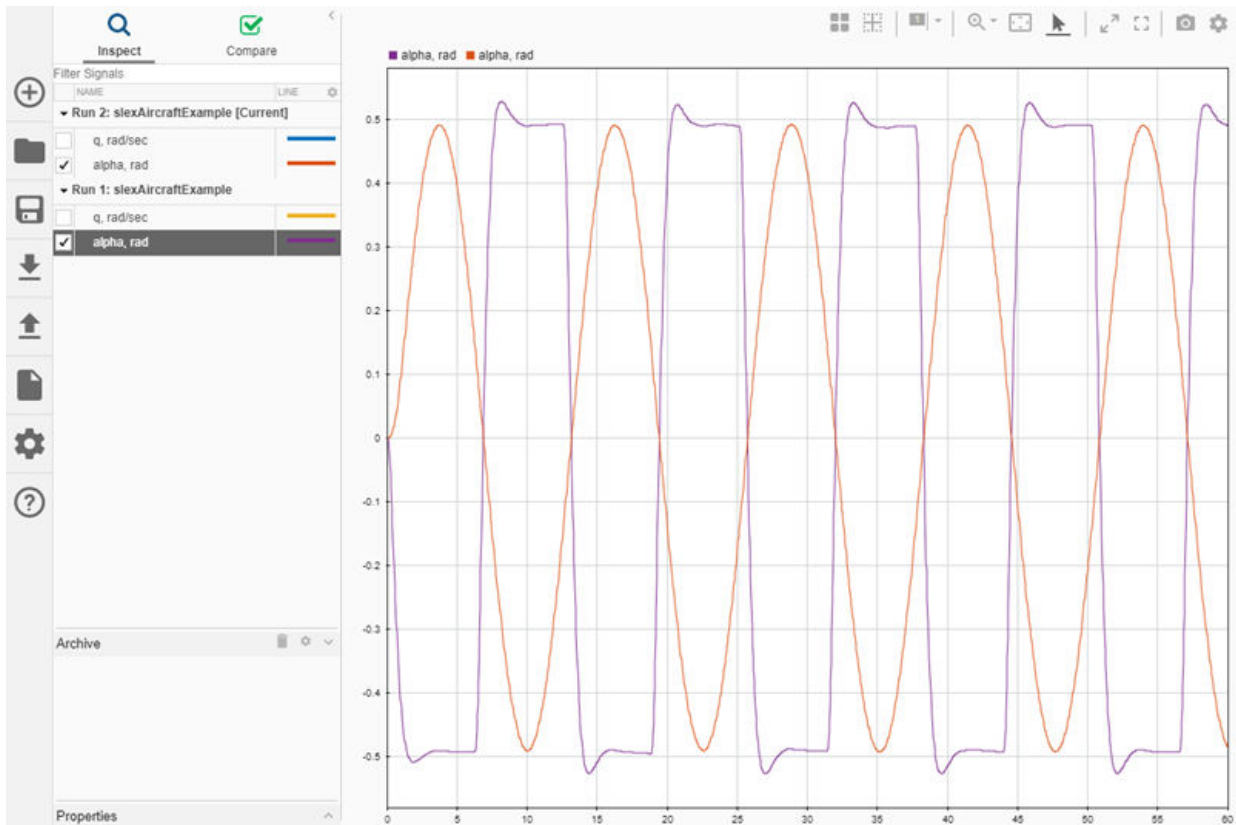 Inspect
Compare
Filter Signals
NAME LINE
Run 2: slexAircraftExample [Current]
q, rad/sec
alpha, rad
Run 1: slexAircraftExample
q, rad/sec
alpha, rad
Archive
Properties
1
alpha, rad alpha, rad
0.5
0.4
0.3
0.2
0.1
0
-0.1
-0.2
-0.3
-0.4
-0.5
0 5 10 15 20 25 30 35 40 45 50 55 60